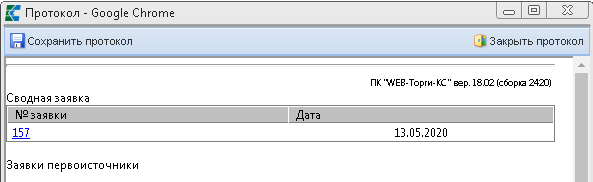 Протокол - Google Chrome
Сохранить протокол Закрыть протокол
ПК "WEB-Торги-КС" вер. 18.02 (сборка 2420)
Сводная заявка
№ заявки Дата
157 13.05.2020
Заявки первоисточники